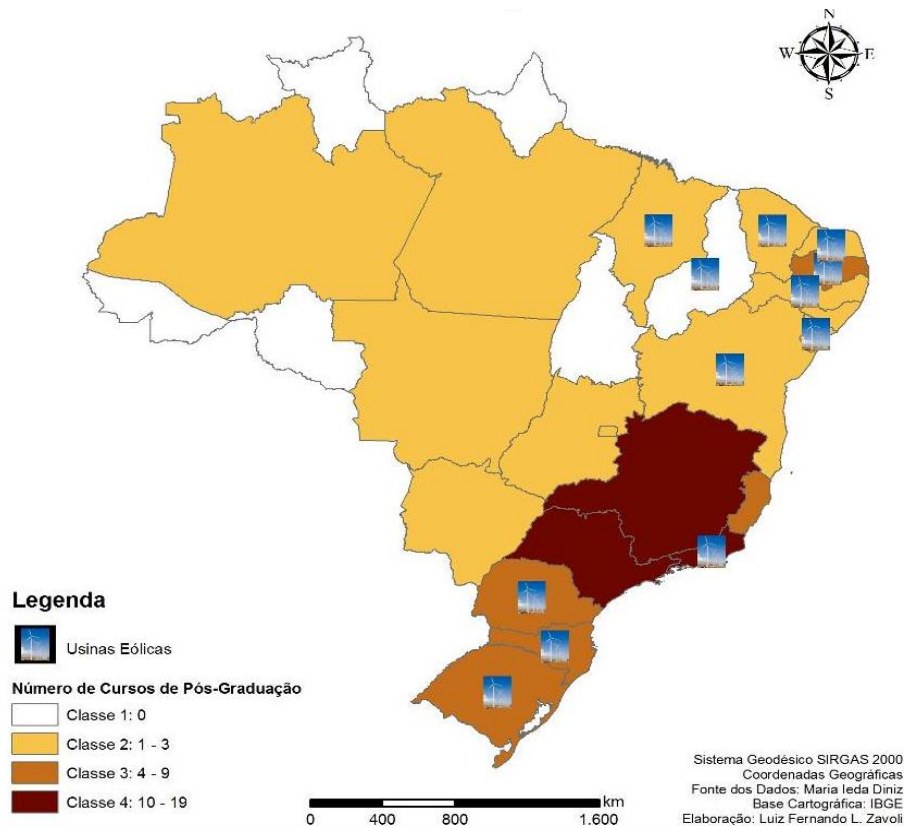 N
W E
S
Legenda
Usinas Eólicas
Número de Cursos de Pós-Graduação
Classe 1: 0
Classe 2: 1 - 3
Classe 3: 4 - 9
Classe 4: 10 - 19
km
0 400 800 1.600
Sistema Geodésico SIRGAS 2000
Coordenadas Geográficas
Fonte dos Dados: Maria Ieda Diniz
Base Cartográfica: IBGE
Elaboração: Luiz Fernando L. Zavoli